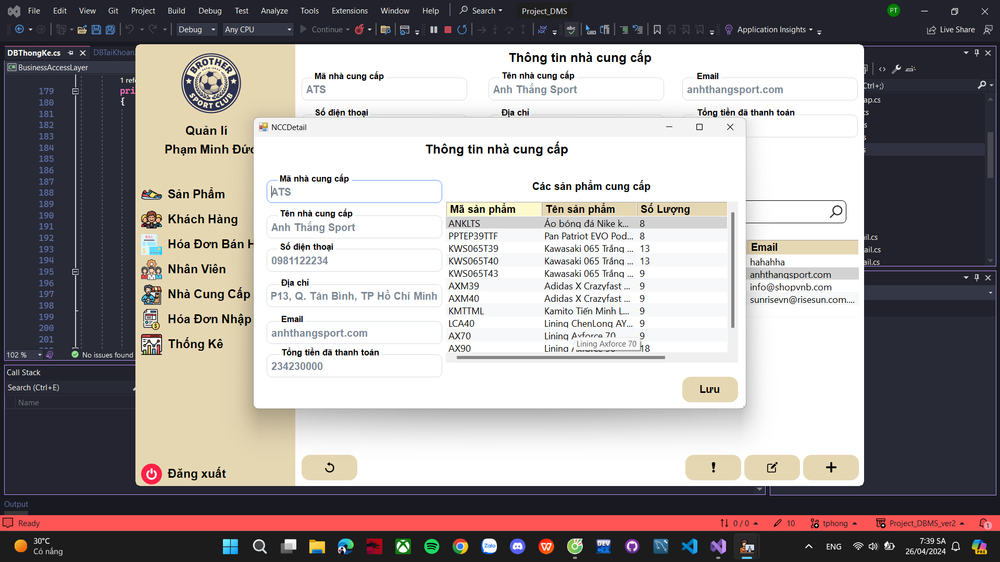 File Edit View Git Project Build Debug Test Analyze Tools Extensions Window Help Search Project_DMS PT
Debug Any CPU Continue abc Application Insights Live Share
DBThongKe.cs DBTaiKhoan.
C# BusinessAccessLayer
1 refe
179 pri
180 {
181
182
183
184
185
186
187
188
189
190
191
192
193
194
195
196
197
198
199
200
201
102 % No issues found
Call Stack
Search (Ctrl+E)
Name
Output
BROTHER
ESTD-2024
SPORT CLUB
Quản lí
Phạm Minh Đức
Sản Phẩm
Khách Hàng
BILL
Hóa Đơn Bán H
Nhân Viên
Nhà Cung Cấp
Hóa Đơn Nhập
Thống Kê
Đăng xuất
Thông tin nhà cung cấp
Mã nhà cung cấp
ATS
Tên nhà cung cấp
Anh Thắng Sport
Email
anhthangsport.com
Số điện thoại
Địa chỉ
Tổng tiền đã thanh toán
NCCDetail
Thông tin nhà cung cấp
Mã nhà cung cấp
ATS
Tên nhà cung cấp
Anh Thắng Sport
Số điện thoại
0981122234
Địa chỉ
P13, Q. Tân Bình, TP Hồ Chí Minh
Email
anhthangsport.com
Tổng tiền đã thanh toán
234230000
Các sản phẩm cung cấp
Mã sản phẩm Tên sản phẩm Số Lượng
ANKLTS Áo bóng đá Nike k... 8
PPTEP39TTF Pan Patriot EVO Pod... 8
KWS065T39 Kawasaki 065 Trắng ... 13
KWS065T40 Kawasaki 065 Trắng ... 13
KWS065T43 Kawasaki 065 Trắng ... 9
AXM39 Adidas X Crazyfast ... 9
AXM40 Adidas X Crazyfast ... 9
KMTTML Kamito Tiến Minh L... 9
LCA40 Lining ChenLong AY... 9
AX70 Lining Axforce 70 9
Lining Axforce 70
AX90 Lining 18
Lưu
Email
hahahha
anhthangsport.com
info@shopvnb.com
sunrisevn@risesun.com....
Ctrl+;)
ap.cs
cs
s
s
s
il.cs
ail.cs
ail.cs
Ready 0 / 0 10 tphong Project_DBMS_ver2 1
30°C
Có nắng
Zalo
DEV
ENG
7:39 SA
26/04/2024
PRE